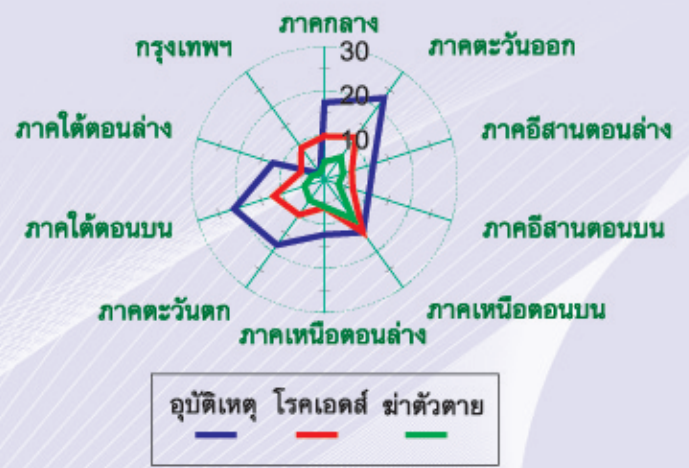 ภาคกลาง
กรุงเทพฯ
30
ภาคตะวันออก
20
ภาคใต้ตอนล่าง
10
ภาคอีสานตอนล่าง
ภาคใต้ตอนบน
ภาคอีสานตอนบน
ภาคตะวันตก
ภาคเหนือตอนบน
ภาคเหนือตอนล่าง
อุบัติเหตุ โรคเอดส์ ฆ่าตัวตาย